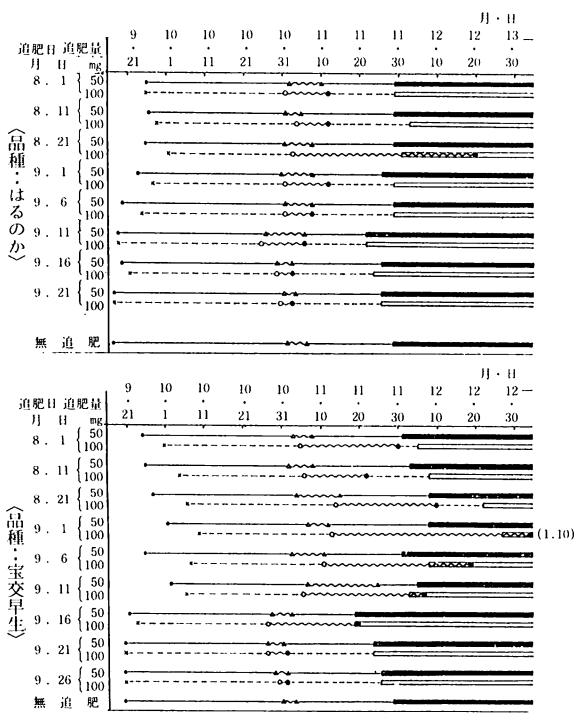 月・日
9 10 10 10 10 11 11 11 12 12 13
・ ・ ・ ・ ・ ・ ・ ・ ・ ・ ・
21 1 11 21 31 10 20 30 10 20 30
追肥日 追肥量
月 日 mg
〈品種・・はるのか〉
8 . 1 { 50
100
8 . 11 { 50
100
8 . 21 { 50
100
9 . 1 { 50
100
9 . 6 { 50
100
9 . 11 { 50
100
9 . 16 { 50
100
9 . 21 { 50
100
無 追 肥
月・日
9 10 10 10 10 11 11 11 12 12 12
・ ・ ・ ・ ・ ・ ・ ・ ・ ・ ・
21 1 11 21 31 10 20 30 10 20 30
追肥日 追肥量
月 日 mg
〈品種・・宝交早生〉
8 . 1 { 50
100
8 . 11 { 50
100
8 . 21 { 50
100
9 . 1 { 50
100 (1.10)
9 . 6 { 50
100
9 . 11 { 50
100
9 . 16 { 50
100
9 . 21 { 50
100
9 . 26 { 50
100
無 追 肥